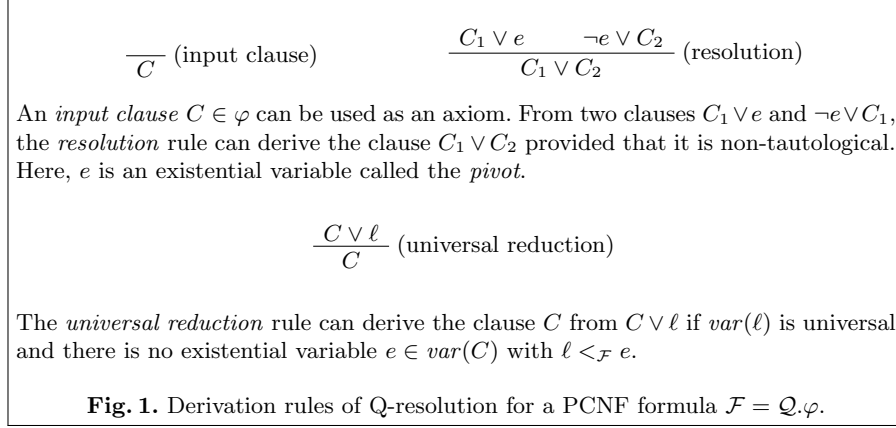 C (input clause)
C₁ ∨ e ¬e ∨ C₂
C₁ ∨ C₂ (resolution)
An input clause C ∈ φ can be used as an axiom. From two clauses C₁∨e and ¬e∨C₁,
the resolution rule can derive the clause C₁ ∨ C₂ provided that it is non-tautological.
Here, e is an existential variable called the pivot.
C ∨ ℓ
C (universal reduction)
The universal reduction rule can derive the clause C from C ∨ ℓ if var(ℓ) is universal
and there is no existential variable e ∈ var(C) with ℓ <_F e.
Fig. 1. Derivation rules of Q-resolution for a PCNF formula F = Q.φ.